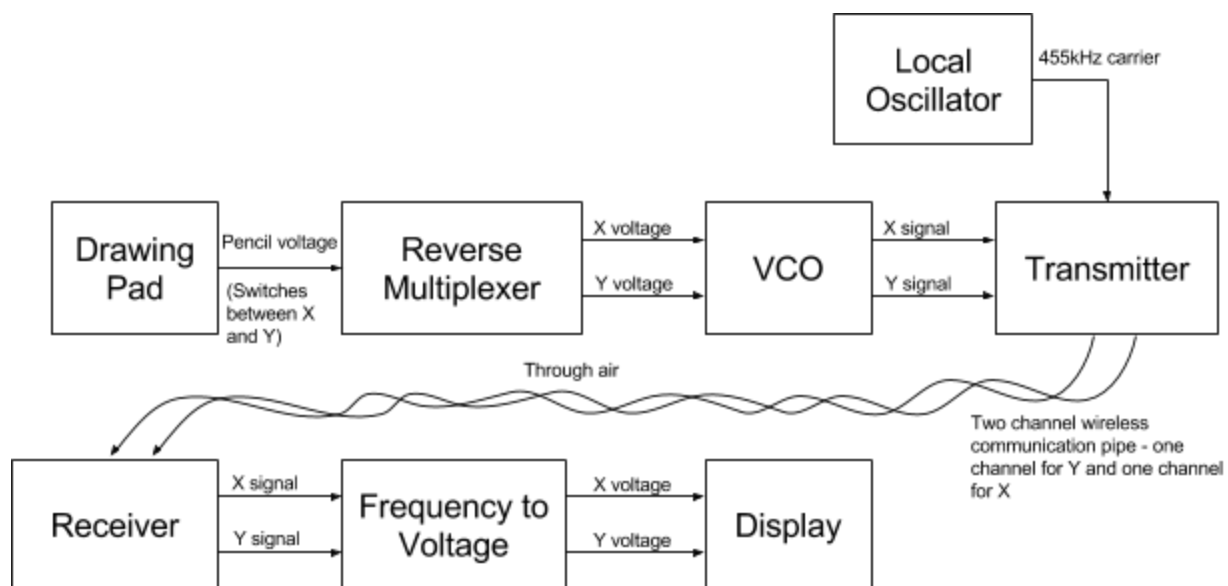 Local
Oscillator
455kHz carrier
Drawing
Pad
Pencil voltage
(Switches
between X
and Y)
Reverse
Multiplexer
X voltage
Y voltage
VCO
X signal
Y signal
Transmitter
Through air
Two channel wireless
communication pipe - one
channel for Y and one channel
for X
Receiver
X signal
Y signal
Frequency to
Voltage
X voltage
Y voltage
Display